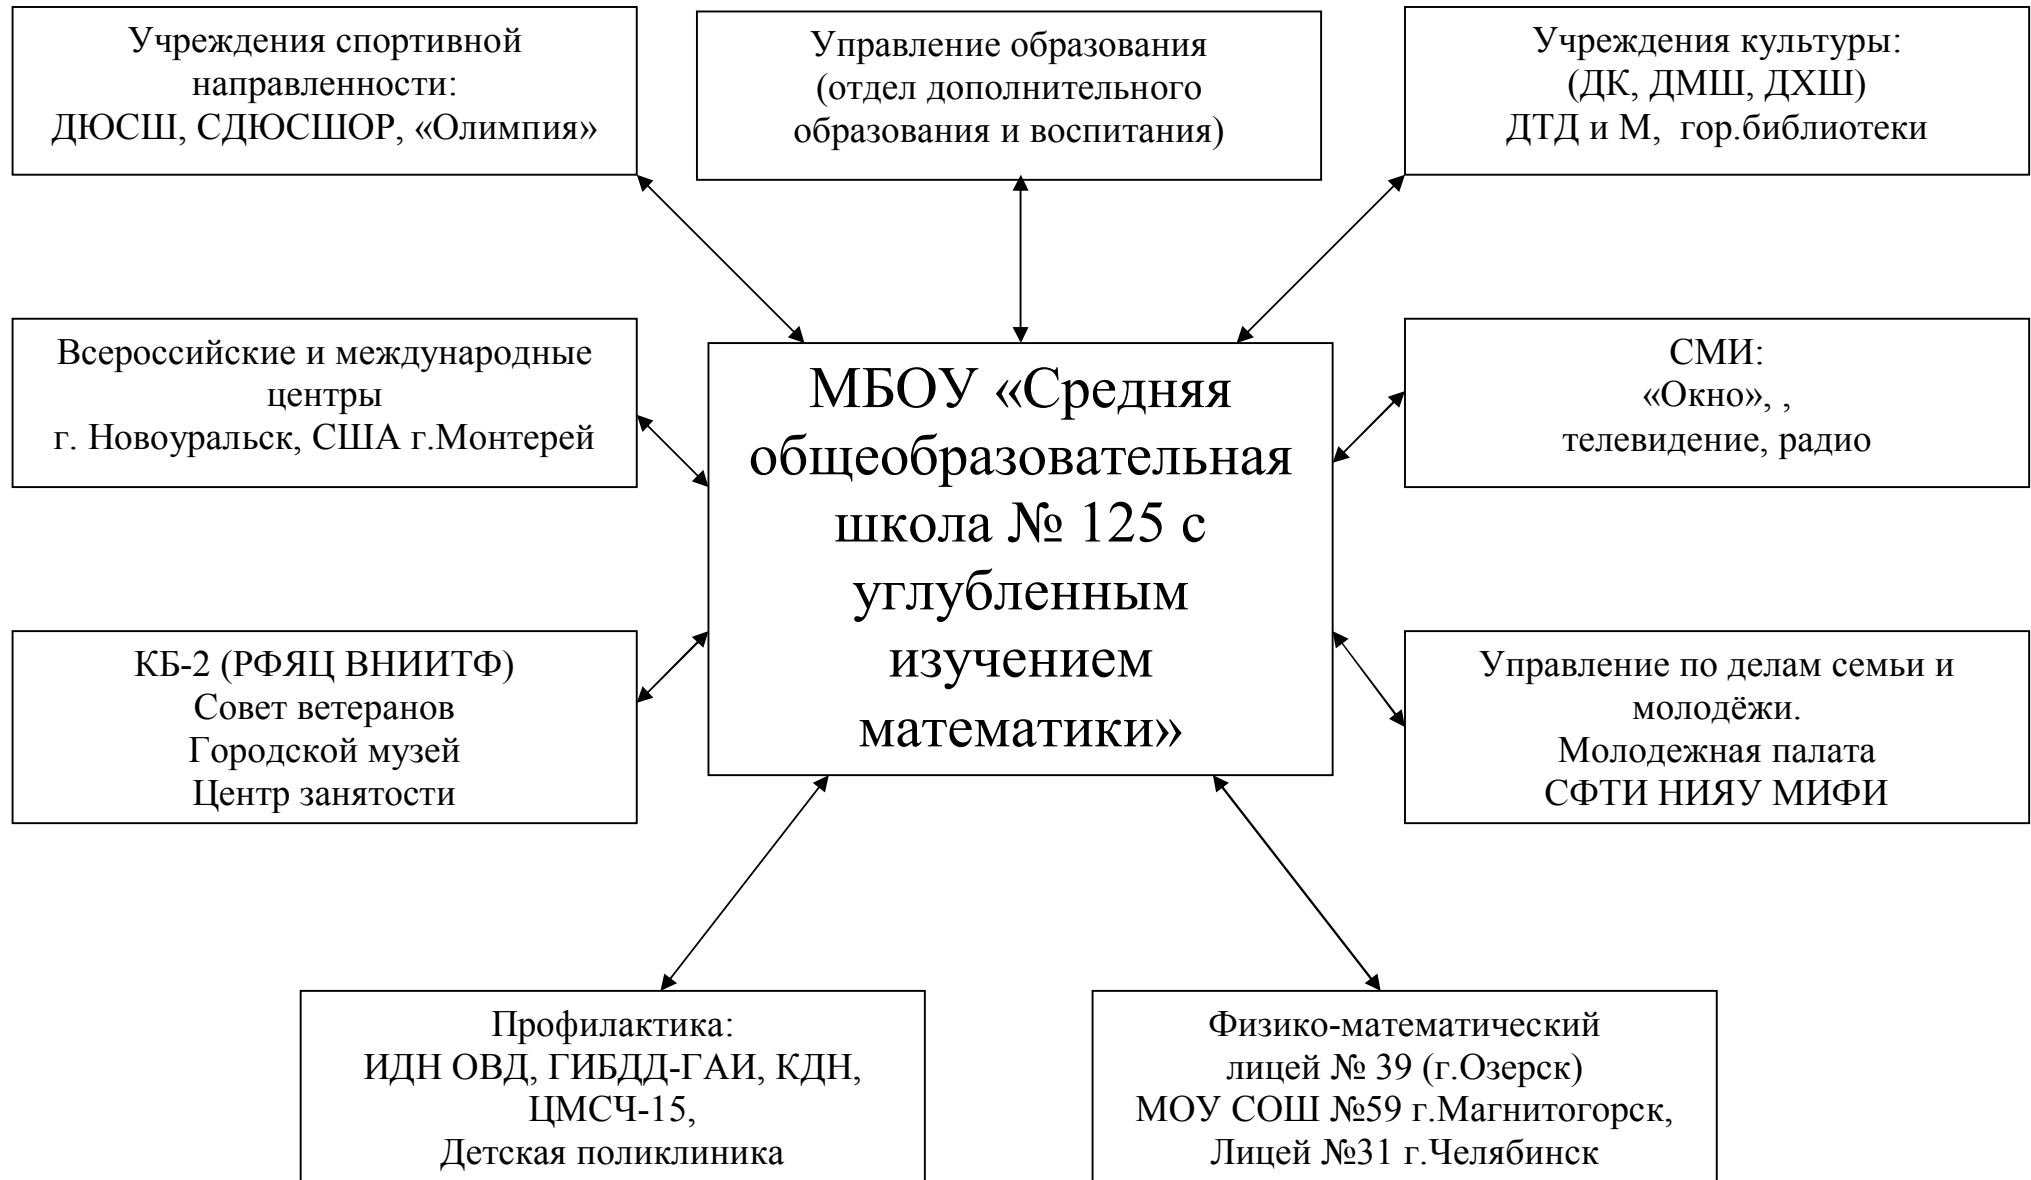 Учреждения спортивной
направленности:
ДЮСШ, СДЮСШОР, «Олимпия»
Управление образования
(отдел дополнительного
образования и воспитания)
Учреждения культуры:
(ДК, ДМШ, ДХШ)
ДТД и М,  гор.библиотеки
Всероссийские и международные
центры
г. Новоуральск, США г.Монтерей
МБОУ «Средняя
общеобразовательная
школа № 125 с
углубленным
изучением
математики»
СМИ:
«Окно», ,
телевидение, радио
КБ-2 (РФЯЦ ВНИИТФ)
Совет ветеранов
Городской музей
Центр занятости
Управление по делам семьи и
молодёжи.
Молодежная палата
СФТИ НИЯУ МИФИ
Профилактика:
ИДН ОВД, ГИБДД-ГАИ, КДН,
ЦМСЧ-15,
Детская поликлиника
Физико-математический
лицей № 39 (г.Озерск)
МОУ СОШ №59 г.Магнитогорск,
Лицей №31 г.Челябинск